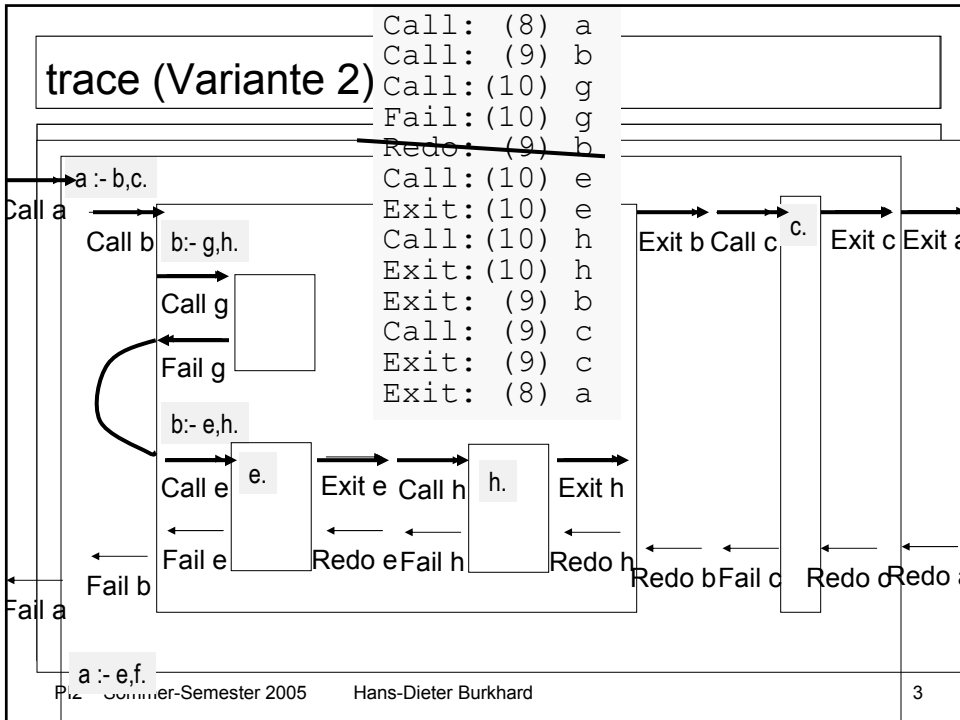 trace (Variante 2)
Call: (8) a
Call: (9) b
Call:(10) g
Fail:(10) g
Redo: (9) b
Call:(10) e
Exit:(10) e
Call:(10) h
Exit:(10) h
Exit: (9) b
Call: (9) c
Exit: (9) c
Exit: (8) a
a :- b,c.
Call a
Call b
b:- g,h.
Exit b
Call c
c.
Exit c
Exit a
Call g
Fail g
b:- e,h.
Call e
e.
Exit e
Call h
h.
Exit h
Fail e
Redo e
Fail h
Redo h
Redo b
Fail c
Redo c
Redo a
Fail b
Fail a
a :- e,f.
PI2 Sommer-Semester 2005 Hans-Dieter Burkhard 3